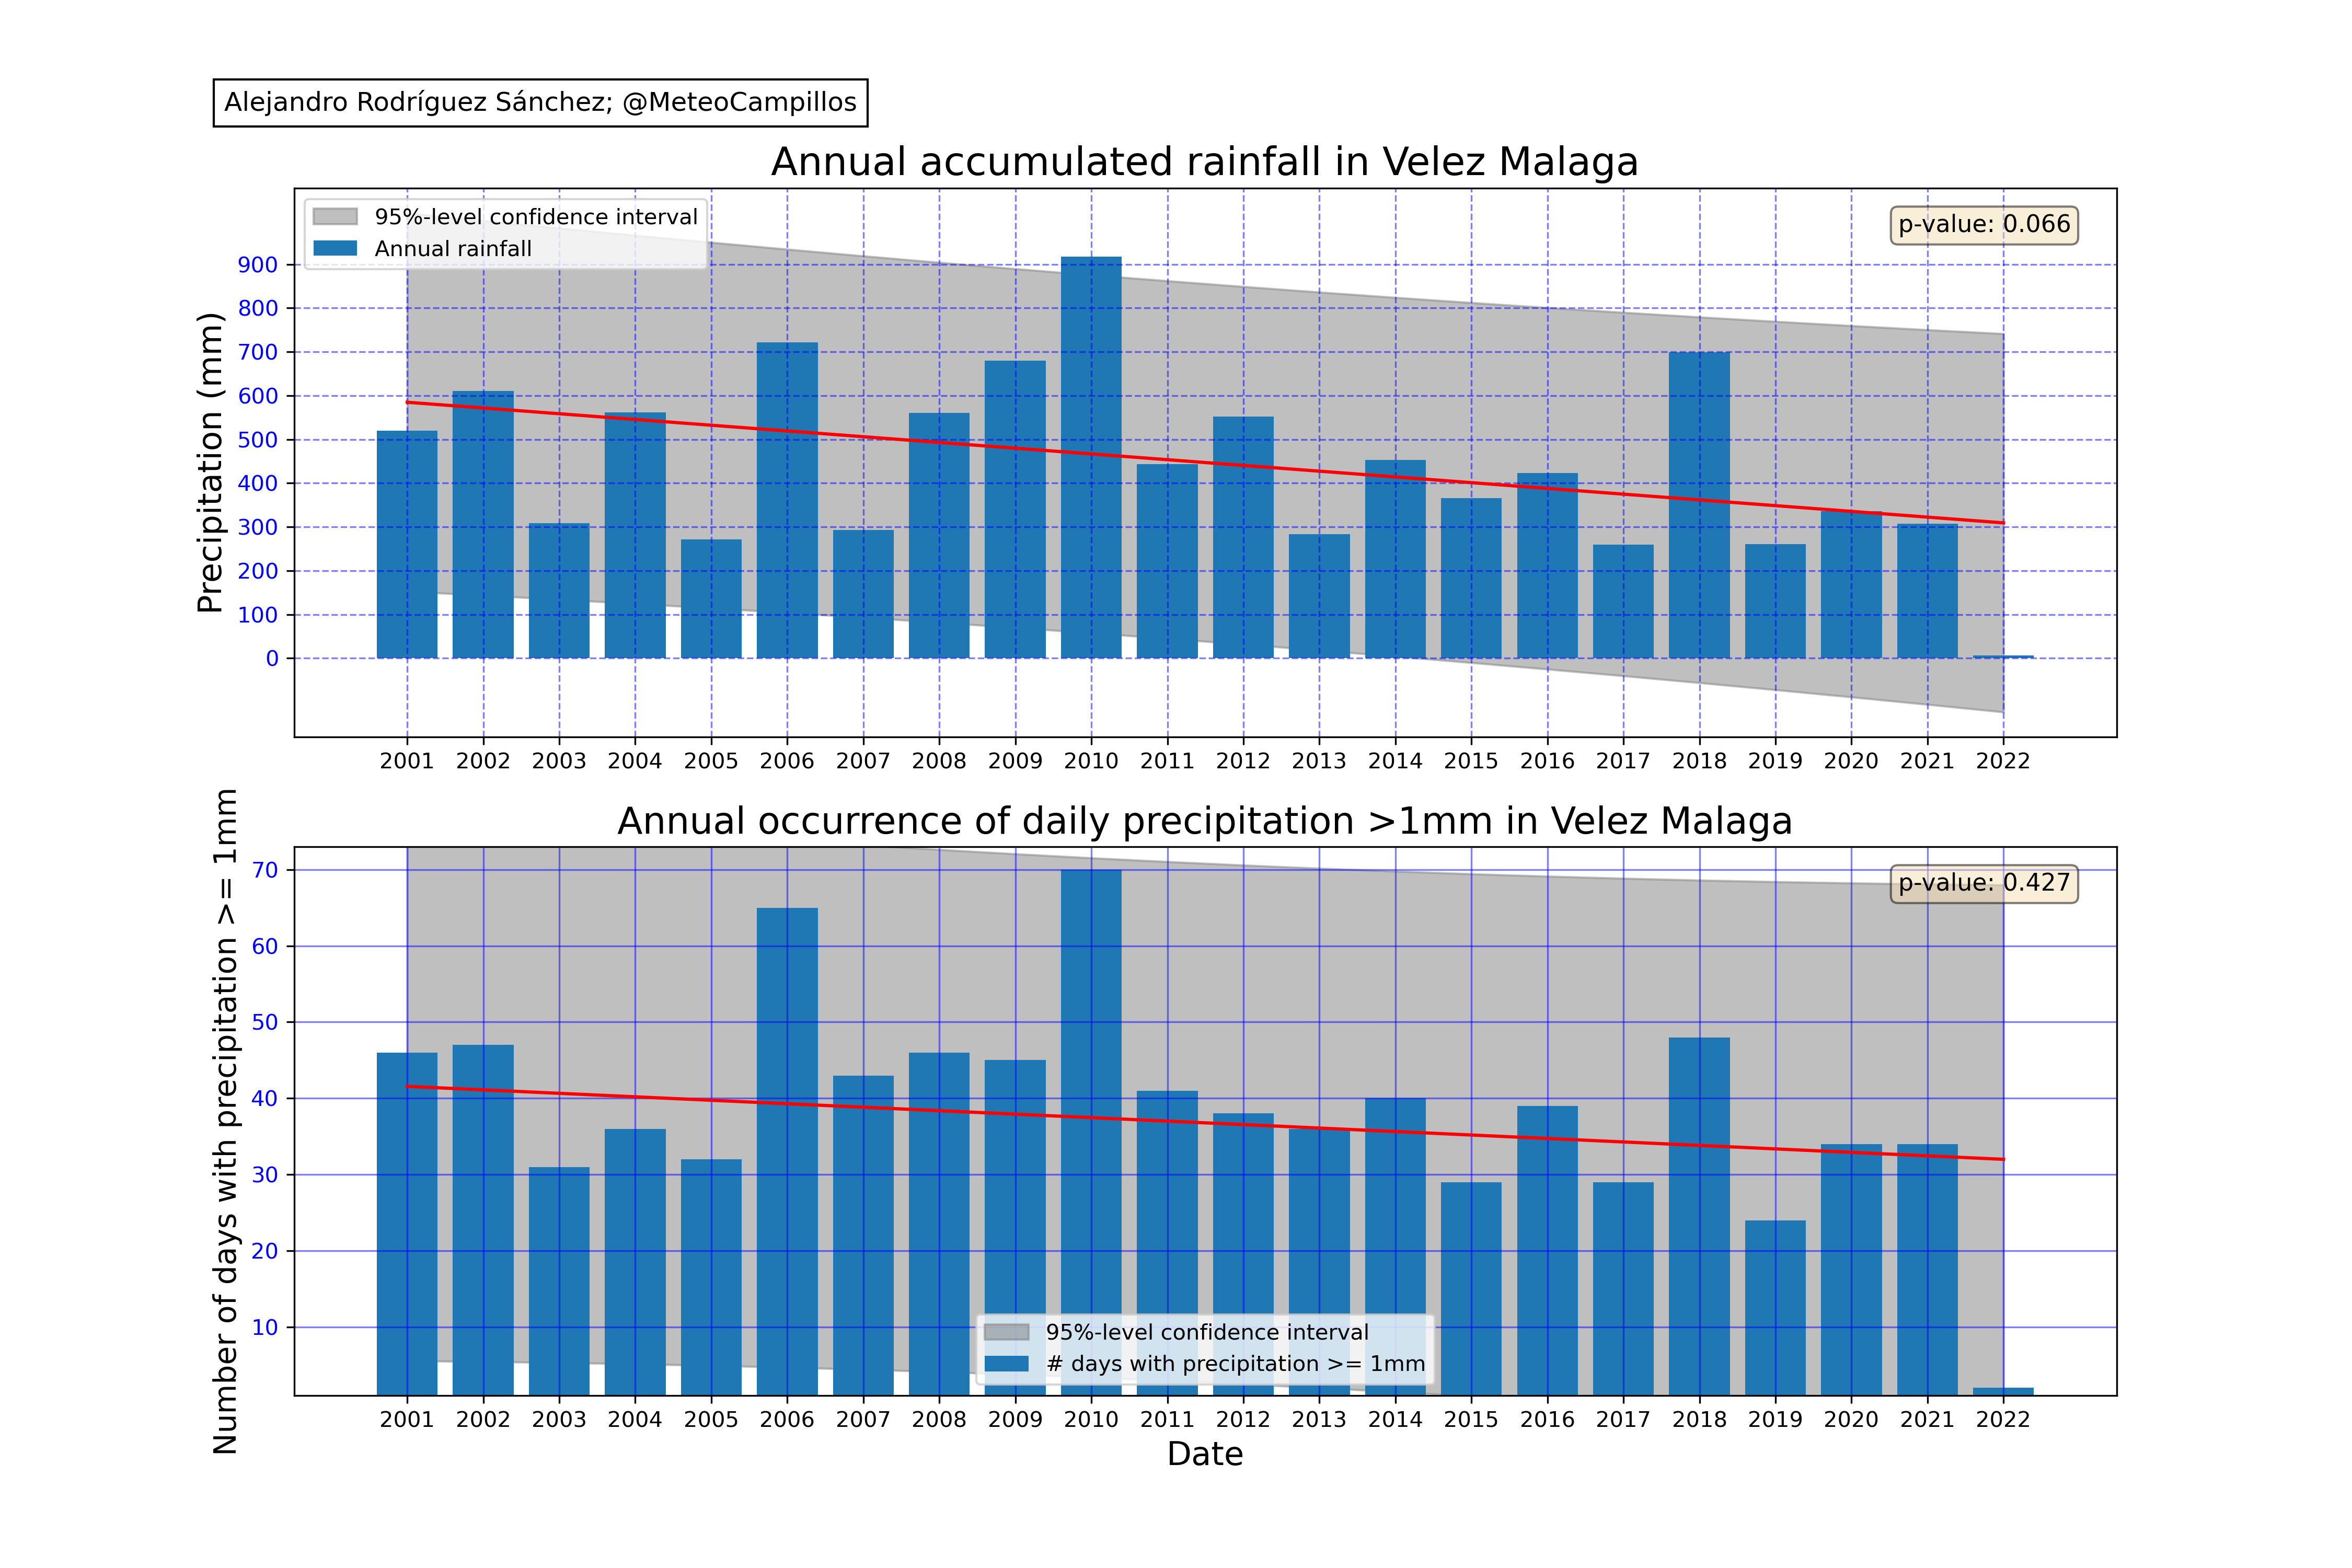 Alejandro Rodríguez Sánchez; @MeteoCampillos
Annual accumulated rainfall in Velez Malaga
95%-level confidence interval
Annual rainfall
p-value: 0.066
Precipitation (mm)
900
800
700
600
500
400
300
200
100
0
2001 2002 2003 2004 2005 2006 2007 2008 2009 2010 2011 2012 2013 2014 2015 2016 2017 2018 2019 2020 2021 2022
Annual occurrence of daily precipitation >1mm in Velez Malaga
p-value: 0.427
Number of days with precipitation >= 1mm
70
60
50
40
30
20
10
95%-level confidence interval
# days with precipitation >= 1mm
2001 2002 2003 2004 2005 2006 2007 2008 2009 2010 2011 2012 2013 2014 2015 2016 2017 2018 2019 2020 2021 2022
Date